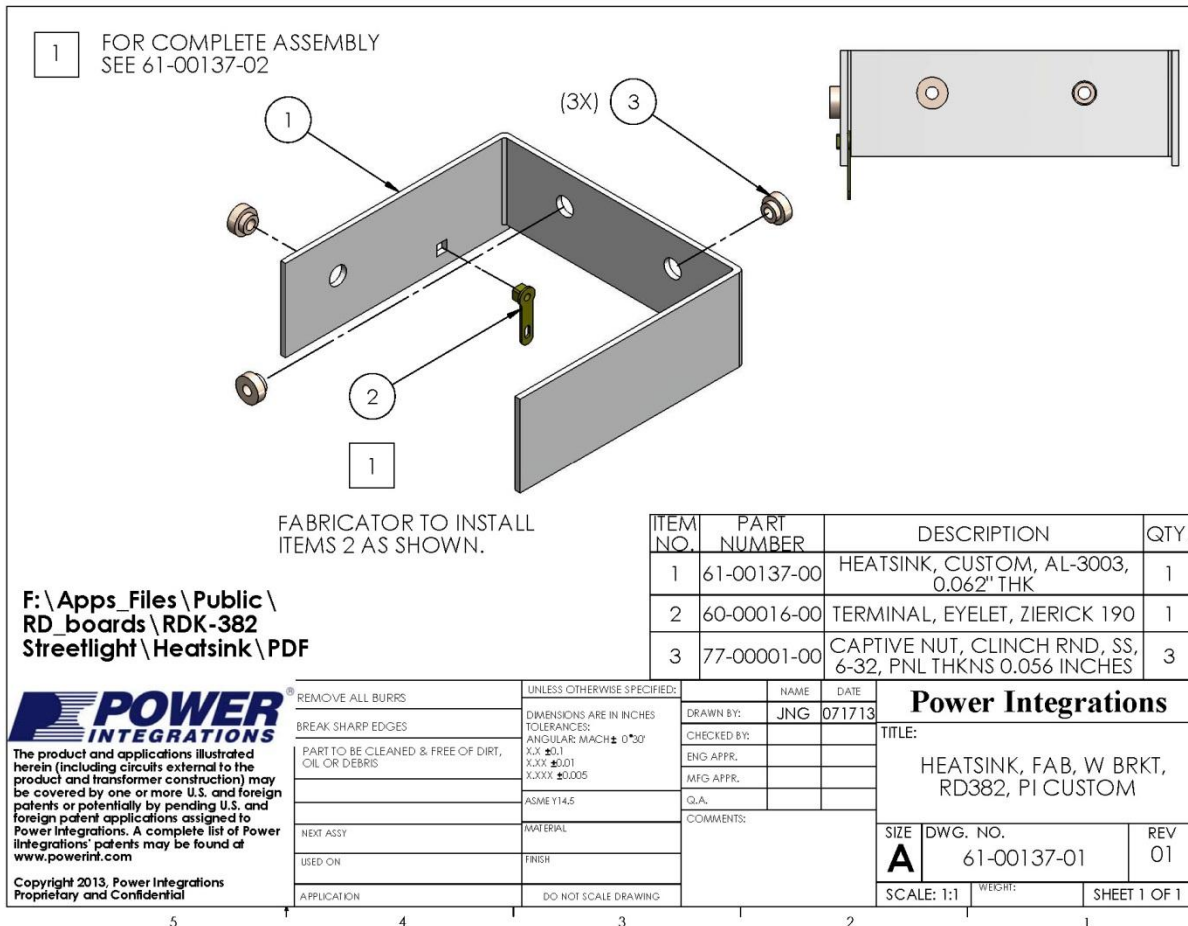 1
FOR COMPLETE ASSEMBLY
SEE 61-00137-02
1
(3X)
3
2
1
FABRICATOR TO INSTALL
ITEMS 2 AS SHOWN.
F:\Apps_Files\Public\
RD_boards\RDK-382
Streetlight\Heatsink\PDF
ITEM NO. PART NUMBER DESCRIPTION QTY
1 61-00137-00 HEATSINK, CUSTOM, AL-3003, 0.062" THK 1
2 60-00016-00 TERMINAL, EYELET, ZIERICK 190 1
3 77-00001-00 CAPTIVE NUT, CLINCH RND, SS, 6-32, PNL THKNS 0.056 INCHES 3
POWER®
INTEGRATIONS
The product and applications illustrated
herein (including circuits external to the
product and transformer construction) may
be covered by one or more U.S. and foreign
patents or potentially by pending U.S. and
foreign patent applications assigned to
Power Integrations. A complete list of Power
iIntegrations' patents may be found at
www.powerint.com
Copyright 2013, Power Integrations
Proprietary and Confidential
REMOVE ALL BURRS
BREAK SHARP EDGES
PART TO BE CLEANED & FREE OF DIRT,
OIL OR DEBRIS
NEXT ASSY
USED ON
APPLICATION
UNLESS OTHERWISE SPECIFIED:
DIMENSIONS ARE IN INCHES
TOLERANCES:
ANGULAR: MACH± 0°30'
X.X ±0.1
X.XX ±0.01
X.XXX ±0.005
ASME Y14.5
MATERIAL
FINISH
DO NOT SCALE DRAWING
NAME DATE
DRAWN BY: JNG 071713
CHECKED BY:
ENG APPR.
MFG APPR.
Q.A.
COMMENTS:
Power Integrations
TITLE:
HEATSINK, FAB, W BRKT,
RD382, PI CUSTOM
SIZE DWG. NO. REV
A 61-00137-01 01
SCALE: 1:1 WEIGHT: SHEET 1 OF 1
5 4 3 2 1